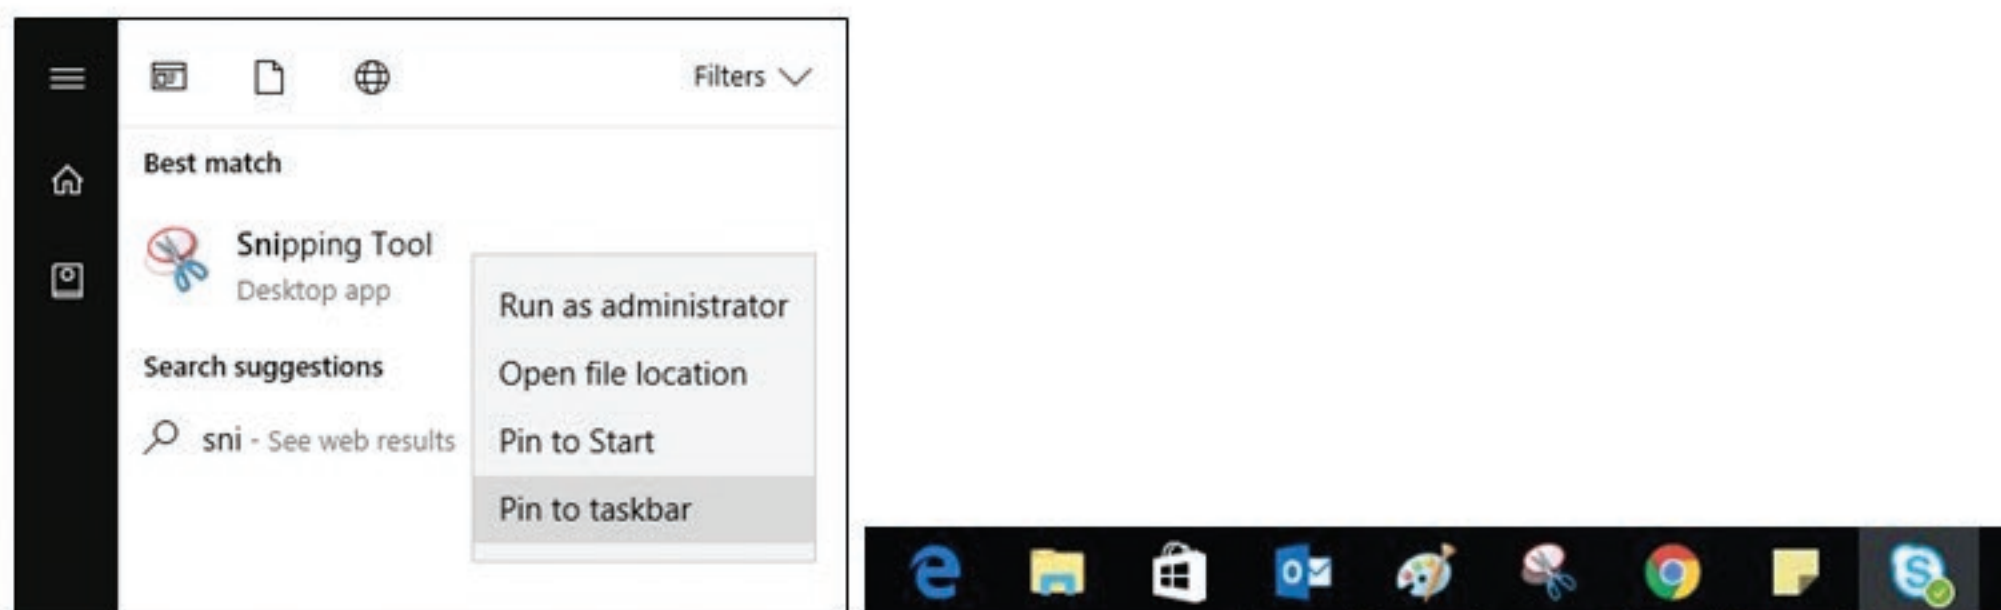 Filters
Best match
Snipping Tool
Desktop app
Run as administrator
Open file location
Search suggestions
sni - See web results
Pin to Start
Pin to taskbar